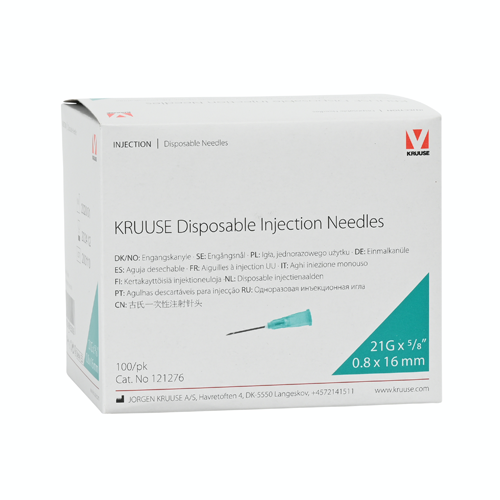 INJECTION | Disposable Needles
KRUUSE
KRUUSE Disposable Injection Needles
DK/NO: Engangskanyle · SE: Engångsnål · PL: Igła, jednorazowego użytku · DE: Einmalkanüle
ES: Aguja desechable · FR: Aiguilles à injection UU · IT: Aghi iniezione monouso
FI: Kertakäyttöisiä injektioneuloja · NL: Disposable injectienaalden
PT: Agulhas descartáveis para injecção RU: Одноразовая инъекционная игла
CN: 古氏一次性注射针头
21G x 5/8"
0.8 x 16 mm
100/pk
Cat. No 121276
JORGEN KRUUSE A/S, Havretoften 4, DK-5550 Langeskov, +4572141511
www.kruuse.com